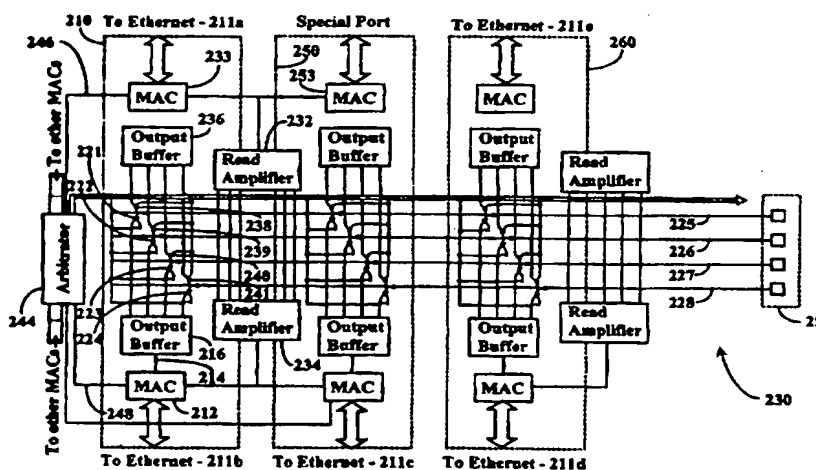 To Ethernet - 211a
Special Port
To Ethernet - 211e
210
246
233
250
253
260
MAC
MAC
MAC
To other MACs
236
232
Output Buffer
Output Buffer
Output Buffer
Read Amplifier
Read Amplifier
221
222
238
225
239
226
240
227
241
228
223
224
Arbitrator
244
Output Buffer
Output Buffer
Output Buffer
Read Amplifier
Read Amplifier
216
234
214
To other MACs
MAC
MAC
MAC
248
212
230
To Ethernet - 211b
To Ethernet - 211c
To Ethernet - 211d